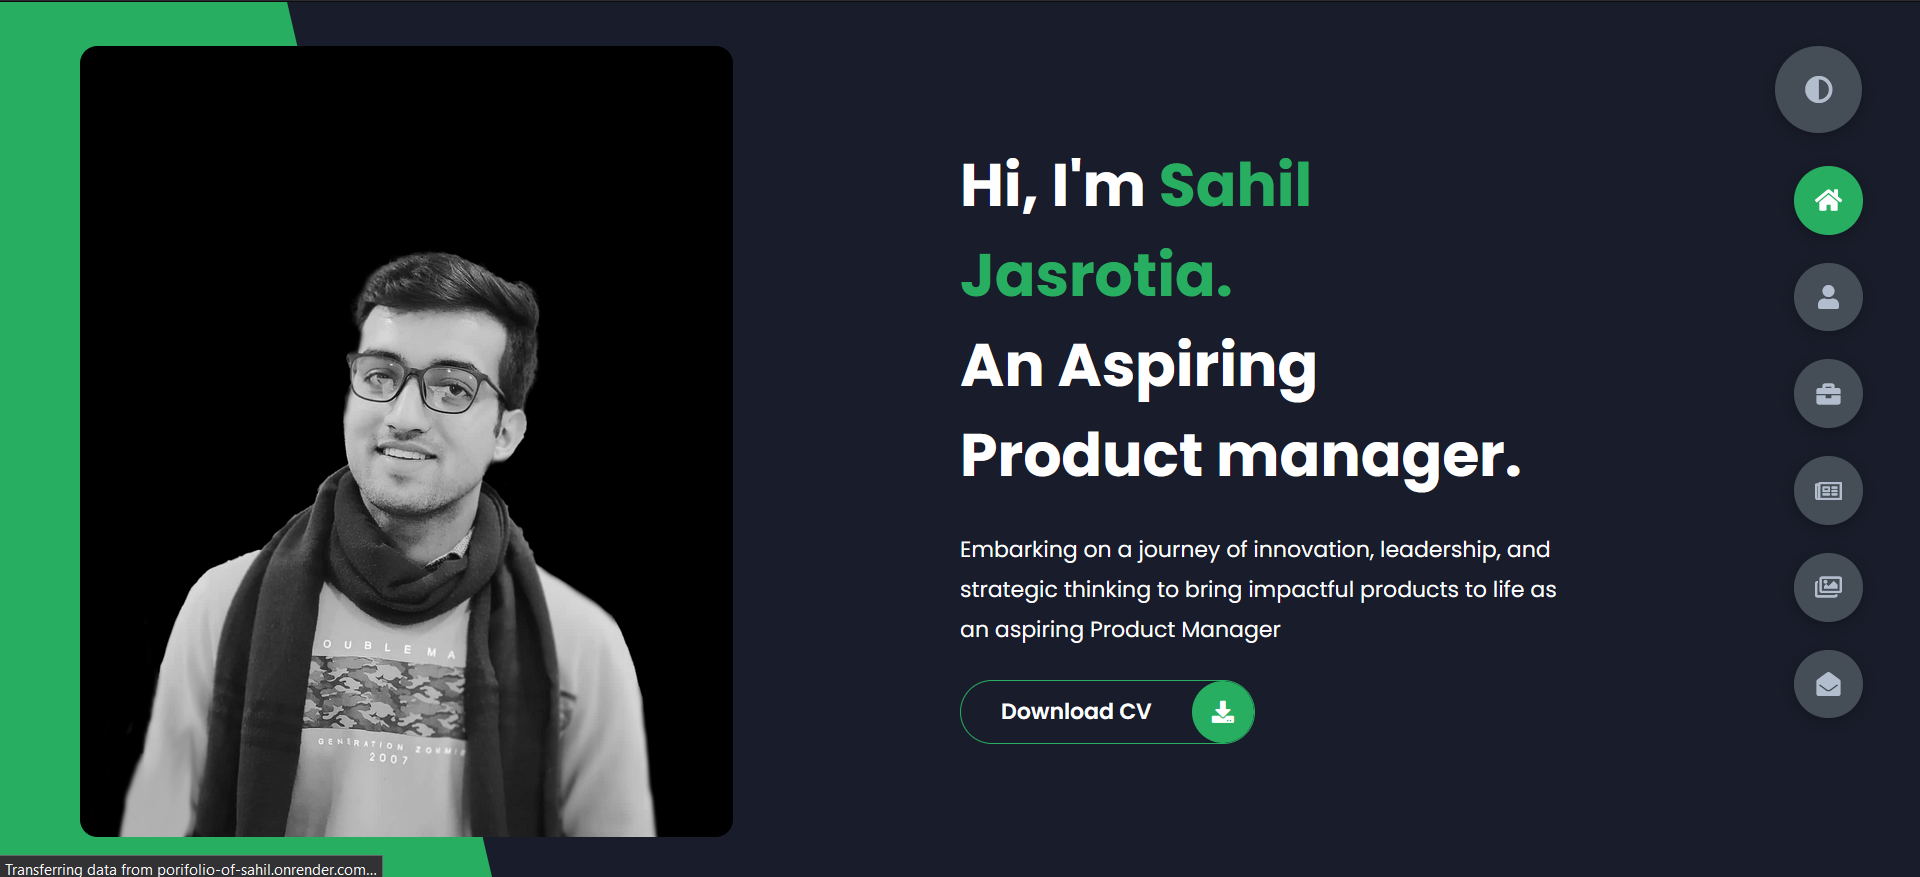 Hi, I'm Sahil
Jasrotia.
An Aspiring
Product manager.
Embarking on a journey of innovation, leadership, and
strategic thinking to bring impactful products to life as
an aspiring Product Manager
Download CV
OUBLEMA
GENERATION
2007
Transferring data from porifolio-of-sahil.onrender.com...